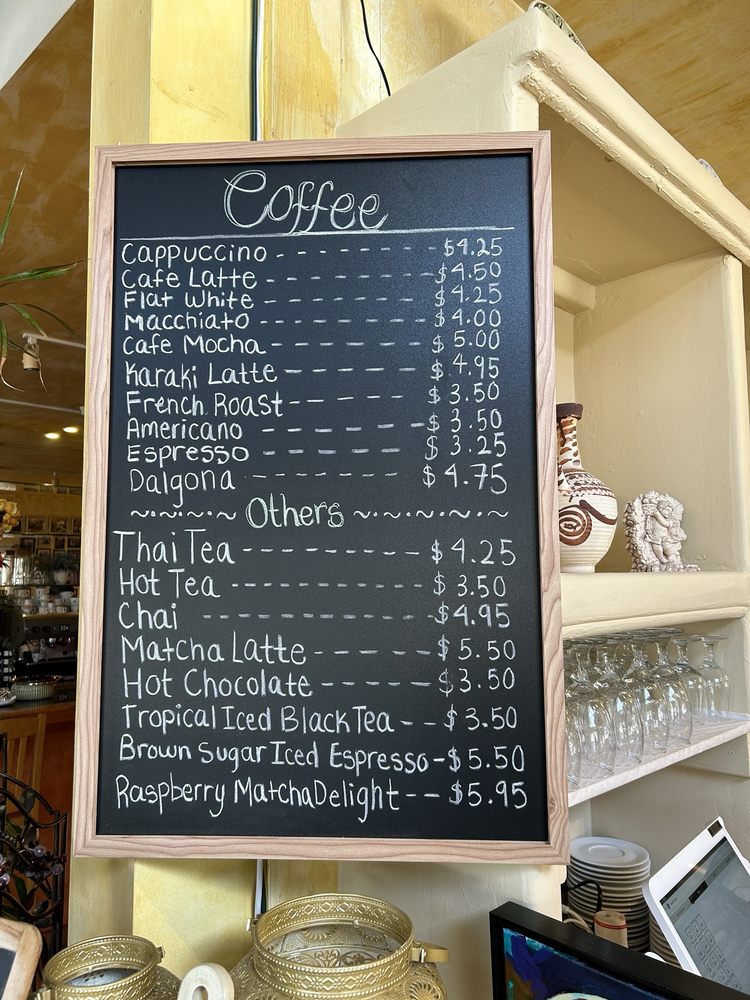 Coffee
Cappuccino - - - - - - - $4.25
Cafe Latte - - - - - - - - $4.50
Flat White - - - - - - - - $4.25
Macchiato - - - - - - - - $4.00
Cafe Mocha - - - - - - - $5.00
Karaki Latte - - - - - - $4.95
French Roast - - - - - - $3.50
Americano - - - - - - - $3.50
Espresso - - - - - - - $3.25
Dalgona - - - - - - - $4.75
~·~·~·~ Others ~·~·~·~·~
Thai Tea - - - - - - - - - $4.25
Hot Tea - - - - - - - - - $3.50
Chai - - - - - - - - - - $4.95
Matcha Latte - - - - - - $5.50
Hot Chocolate - - - - - - $3.50
Tropical Iced Black Tea - - $3.50
Brown Sugar Iced Espresso - $5.50
Raspberry Matcha Delight - - $5.95